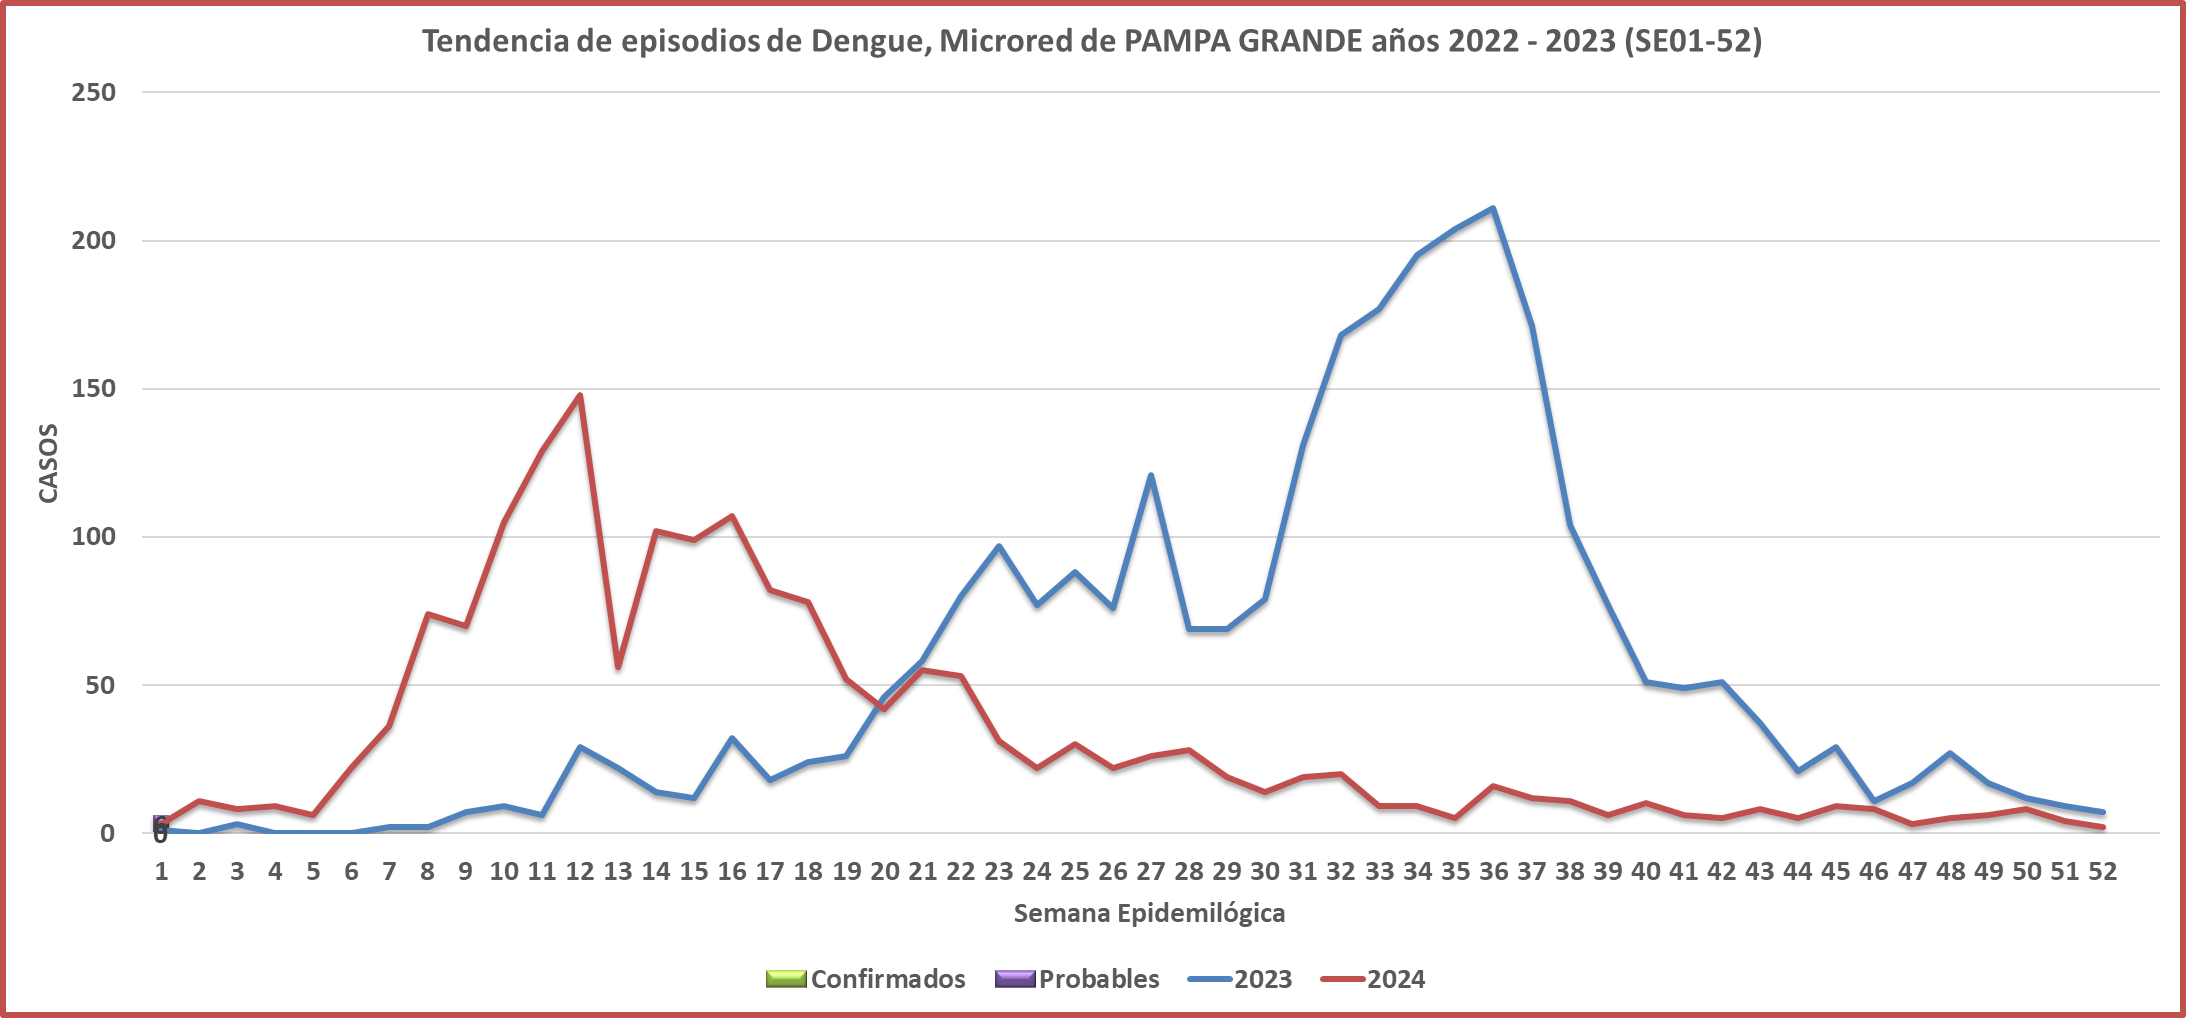 Tendencia de episodios de Dengue, Microred de PAMPA GRANDE años 2022 - 2023 (SE01-52)
250
200
150
100
50
0
CASOS
1 2 3 4 5 6 7 8 9 10 11 12 13 14 15 16 17 18 19 20 21 22 23 24 25 26 27 28 29 30 31 32 33 34 35 36 37 38 39 40 41 42 43 44 45 46 47 48 49 50 51 52
Semana Epidemilógica
Confirmados Probables 2023 2024